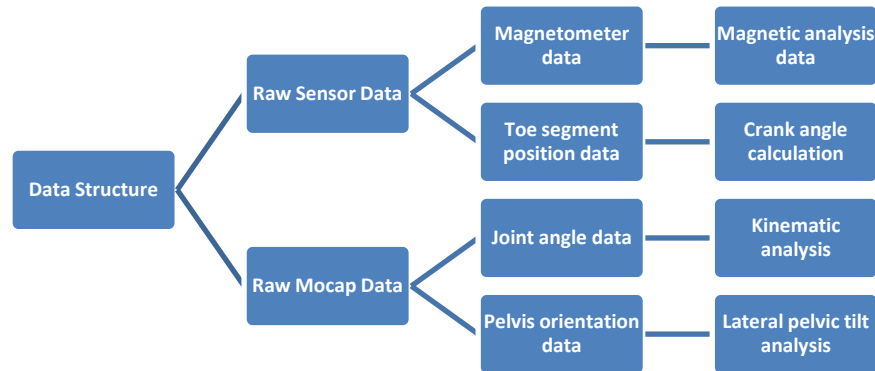 Data Structure
Raw Sensor Data
Magnetometer
data
Magnetic analysis
data
Toe segment
position data
Crank angle
calculation
Raw Mocap Data
Joint angle data
Kinematic
analysis
Pelvis orientation
data
Lateral pelvic tilt
analysis